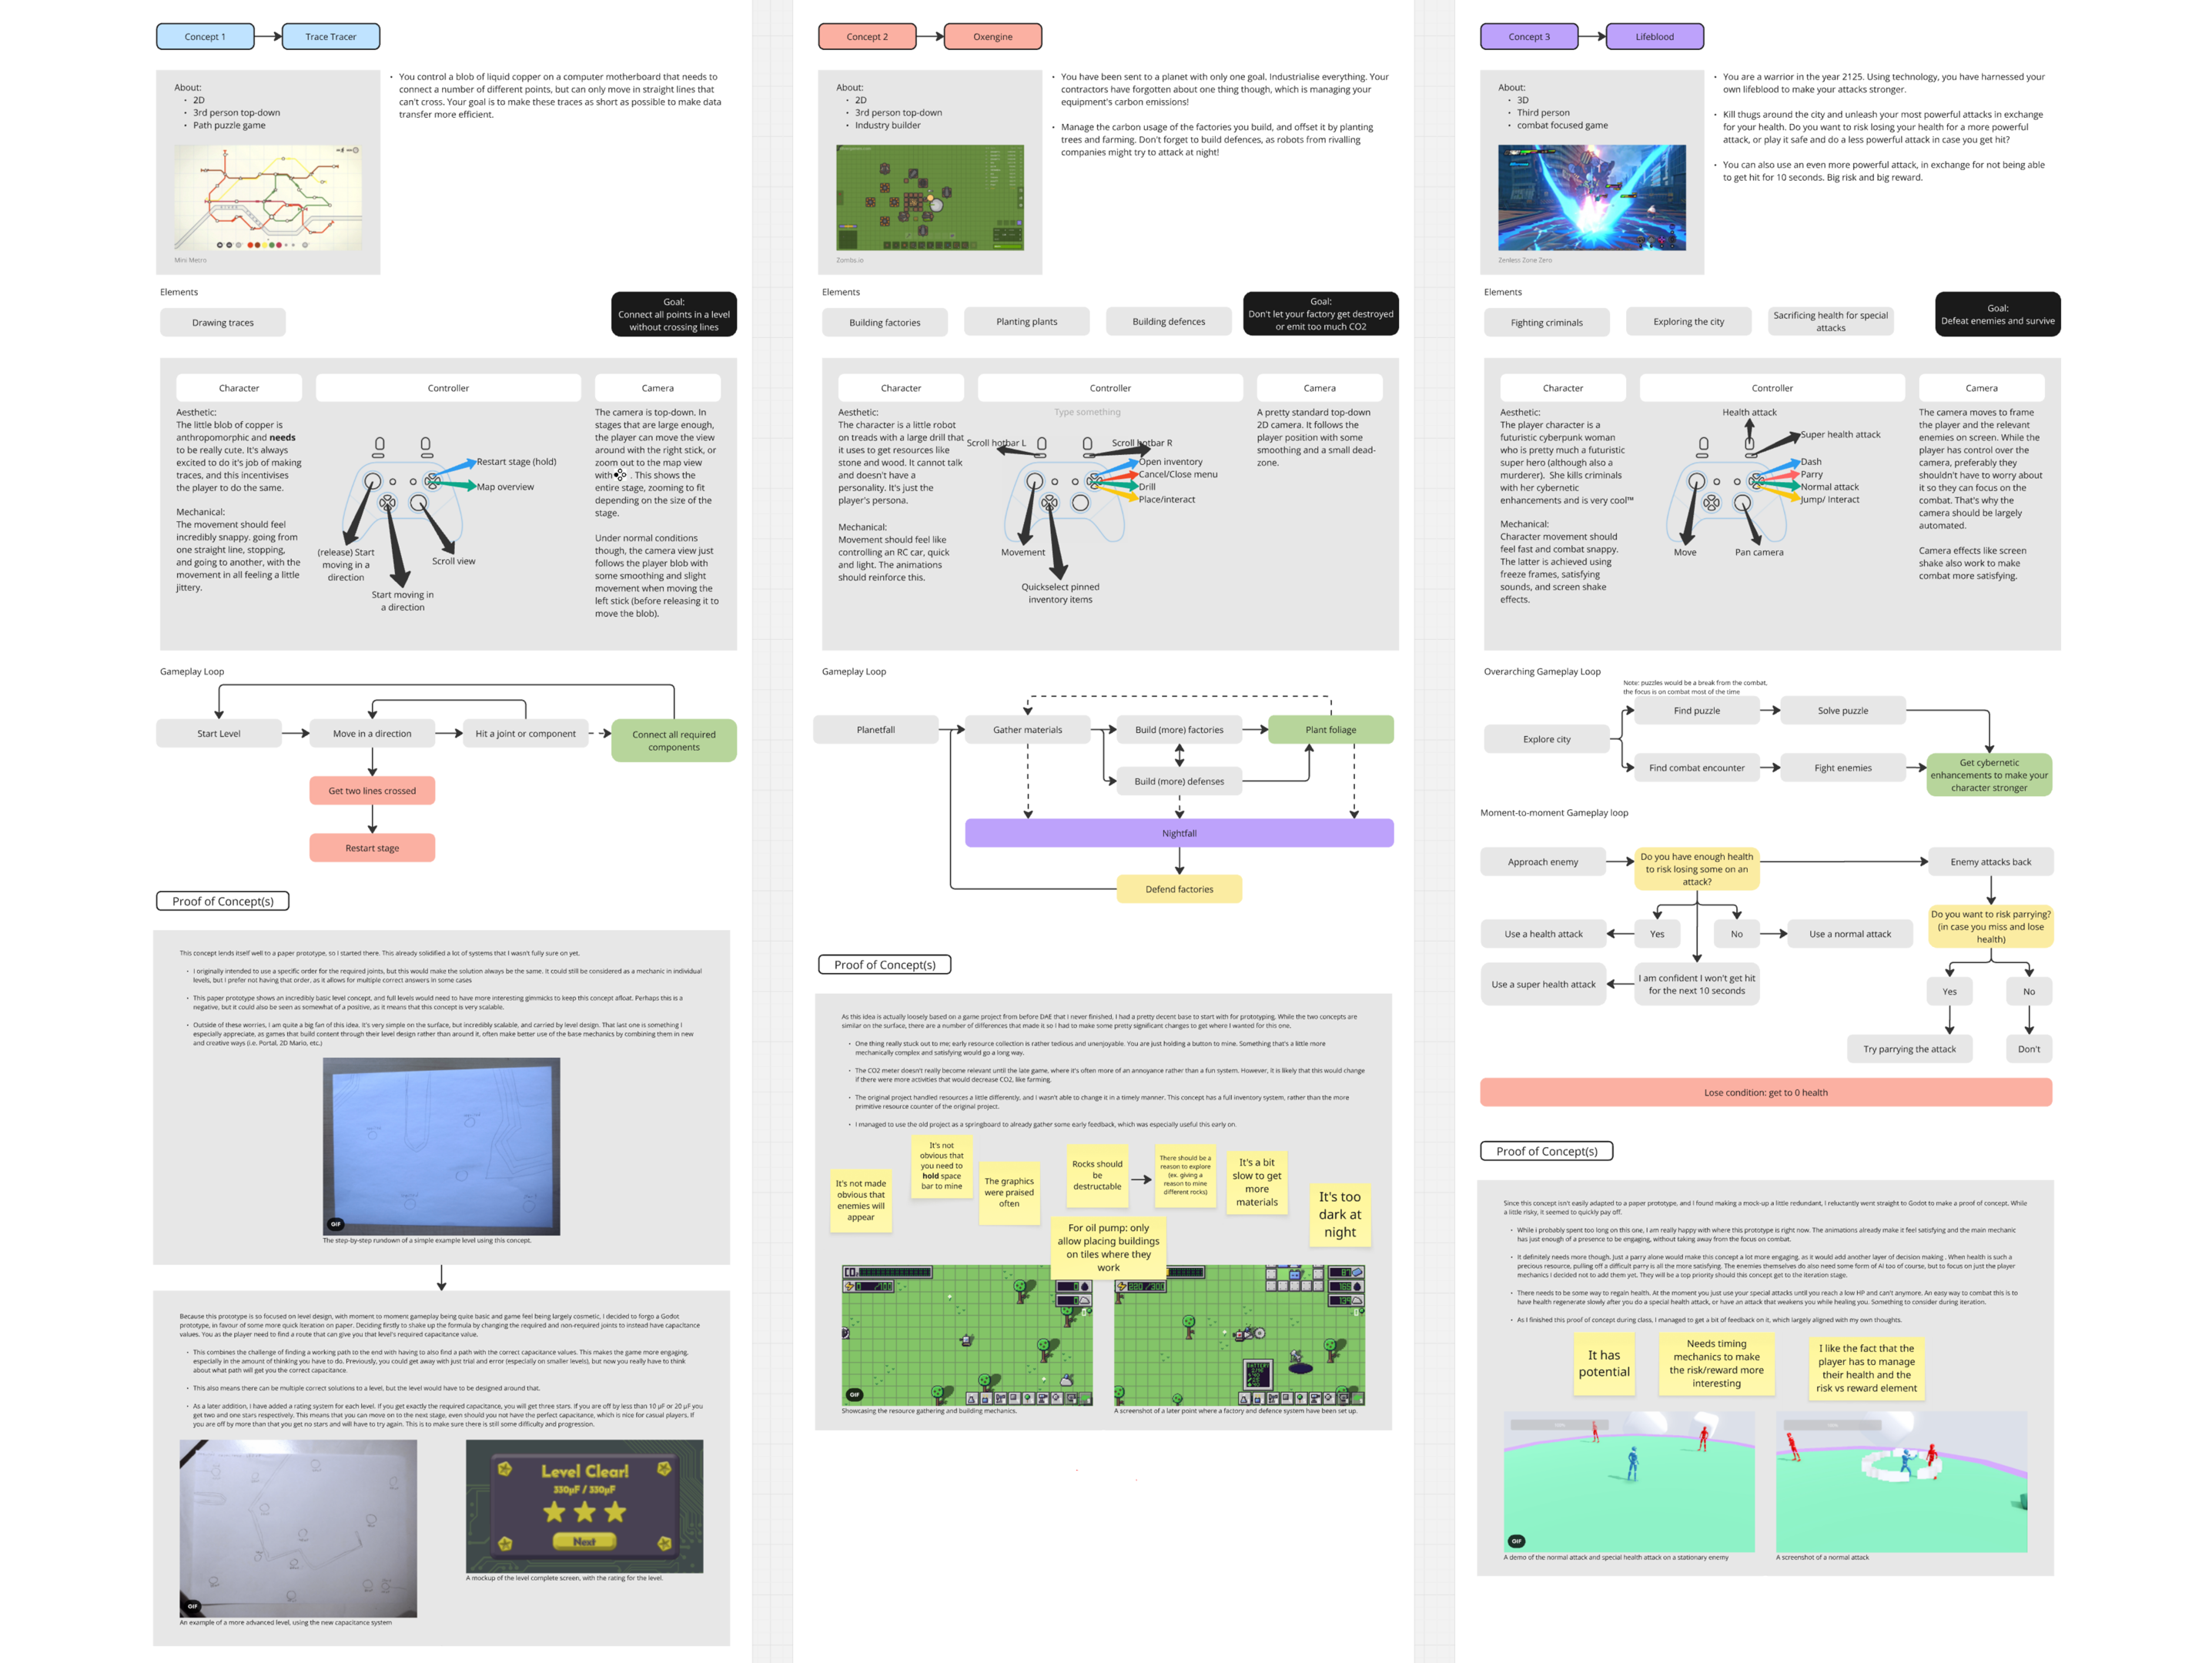 Concept 1
Trace Tracer
About:
• 2D
• 3rd person top-down
• Path puzzle game
Mini Metro
• You control a blob of liquid copper on a computer motherboard that needs to
connect a number of different points, but can only move in straight lines that
can't cross. Your goal is to make these traces as short as possible to make data
transfer more efficient.
Elements
Drawing traces
Goal:
Connect all points in a level
without crossing lines
Character
Controller
Camera
Aesthetic:
The little blob of copper is
anthropomorphic and needs
to be really cute. It's always
excited to do it's job of making
traces, and this incentivises
the player to do the same.
Mechanical:
The movement should feel
incredibly snappy. going from
one straight line, stopping,
and going to another, with the
movement in all feeling a little
jittery.
Restart stage (hold)
Map overview
(release) Start
moving in a
direction
Scroll view
Start moving in
a direction
The camera is top-down. In
stages that are large enough,
the player can move the view
around with the right stick, or
zoom out to the map view
with . This shows the
entire stage, zooming to fit
depending on the size of the
stage.
Under normal conditions
though, the camera view just
follows the player blob with
some smoothing and slight
movement when moving the
left stick (before releasing it to
move the blob).
Gameplay Loop
Start Level
Move in a direction
Hit a joint or component
Connect all required
components
Get two lines crossed
Restart stage
Proof of Concept(s)
This concept lends itself well to a paper prototype, so I started there. This already solidified a lot of systems that I wasn't fully sure on yet.
• I originally intended to use a specific order for the required joints, but this would make the solution always be the same. It could still be considered as a mechanic in individual
levels, but I prefer not having that order, as it allows for multiple correct answers in some cases
• This paper prototype shows an incredibly basic level concept, and full levels would need to have more interesting gimmicks to keep this concept afloat. Perhaps this is a
negative, but it could also be seen as somewhat of a positive, as it means that this concept is very scalable.
• Outside of these worries, I am quite a big fan of this idea. It's very simple on the surface, but incredibly scalable, and carried by level design. That last one is something I
especially appreciate, as games that build content through their level design rather than around it, often make better use of the base mechanics by combining them in new
and creative ways (i.e. Portal, 2D Mario, etc.)
GIF
The step-by-step rundown of a simple example level using this concept.
Because this prototype is so focused on level design, with moment to moment gameplay being quite basic and game feel being largely cosmetic, I decided to forgo a Godot
prototype, in favour of some more quick iteration on paper. Deciding firstly to shake up the formula by changing the required and non-required joints to instead have capacitance
values. You as the player need to find a route that can give you that level's required capacitance value.
• This combines the challenge of finding a working path to the end with having to also find a path with the correct capacitance values. This makes the game more engaging,
especially in the amount of thinking you have to do. Previously, you could get away with just trial and error (especially on smaller levels), but now you really have to think
about what path will get you the correct capacitance.
• This also means there can be multiple correct solutions to a level, but the level would have to be designed around that.
• As a later addition, I have added a rating system for each level. If you get exactly the required capacitance, you will get three stars. If you are off by less than 10 µF or 20 µF you
get two and one stars respectively. This means that you can move on to the next stage, even should you not have the perfect capacitance, which is nice for casual players. If
you are off by more than that you get no stars and will have to try again. This is to make sure there is still some difficulty and progression.
GIF
An example of a more advanced level, using the new capacitance system
Level Clear!
330µF / 330µF
Next
A mockup of the level complete screen, with the rating for the level.
Concept 2
Oxengine
About:
• 2D
• 3rd person top-down
• Industry builder
Zombs.io
• You have been sent to a planet with only one goal. Industrialise everything. Your
contractors have forgotten about one thing though, which is managing your
equipment's carbon emissions!
• Manage the carbon usage of the factories you build, and offset it by planting
trees and farming. Don't forget to build defences, as robots from rivalling
companies might try to attack at night!
Elements
Building factories
Planting plants
Building defences
Goal:
Don't let your factory get destroyed
or emit too much CO2
Character
Controller
Camera
Aesthetic:
The character is a little robot
on treads with a large drill that
it uses to get resources like
stone and wood. It cannot talk
and doesn't have a
personality. It's just the
player's persona.
Mechanical:
Movement should feel like
controlling an RC car, quick
and light. The animations
should reinforce this.
Type something
Scroll hotbar L
Scroll hotbar R
Open inventory
Cancel/Close menu
Drill
Place/interact
Movement
Quickselect pinned
inventory items
A pretty standard top-down
2D camera. It follows the
player position with some
smoothing and a small dead-
zone.
Gameplay Loop
Planetfall
Gather materials
Build (more) factories
Plant foliage
Build (more) defenses
Nightfall
Defend factories
Proof of Concept(s)
As this idea is actually loosely based on a game project from before DAE that I never finished, I had a pretty decent base to start with for prototyping. While the two concepts are
similar on the surface, there are a number of differences that made it so I had to make some pretty significant changes to get where I wanted for this one.
• One thing really stuck out to me; early resource collection is rather tedious and unenjoyable. You are just holding a button to mine. Something that's a little more
mechanically complex and satisfying would go a long way.
• The CO2 meter doesn't really become relevant until the late game, where it's often more of an annoyance rather than a fun system. However, it is likely that this would change
if there were more activities that would decrease CO2, like farming.
• The original project handled resources a little differently, and I wasn't able to change it in a timely manner. This concept has a full inventory system, rather than the more
primitive resource counter of the original project.
• I managed to use the old project as a springboard to already gather some early feedback, which was especially useful this early on.
It's not made
obvious that
enemies will
appear
It's not
obvious that
you need to
hold space
bar to mine
The graphics
were praised
often
Rocks should
be
destructable
There should be a
reason to explore
(ex. giving a
reason to mine
different rocks)
It's a bit
slow to get
more
materials
It's too
dark at
night
For oil pump: only
allow placing buildings
on tiles where they
work
GIF
Showcasing the resource gathering and building mechanics.
A screenshot of a later point where a factory and defence system have been set up.
Concept 3
Lifeblood
About:
• 3D
• Third person
• combat focused game
Zenless Zone Zero
• You are a warrior in the year 2125. Using technology, you have harnessed your
own lifeblood to make your attacks stronger.
• Kill thugs around the city and unleash your most powerful attacks in exchange
for your health. Do you want to risk losing your health for a more powerful
attack, or play it safe and do a less powerful attack in case you get hit?
• You can also use an even more powerful attack, in exchange for not being able
to get hit for 10 seconds. Big risk and big reward.
Elements
Fighting criminals
Exploring the city
Sacrificing health for special
attacks
Goal:
Defeat enemies and survive
Character
Controller
Camera
Aesthetic:
The player character is a
futuristic cyberpunk woman
who is pretty much a futuristic
super hero (although also a
murderer). She kills criminals
with her cybernetic
enhancements and is very cool™
Mechanical:
Character movement should
feel fast and combat snappy.
The latter is achieved using
freeze frames, satisfying
sounds, and screen shake
effects.
Health attack
Super health attack
Dash
Parry
Normal attack
Jump/ Interact
Move
Pan camera
The camera moves to frame
the player and the relevant
enemies on screen. While the
player has control over the
camera, preferably they
shouldn't have to worry about
it so they can focus on the
combat. That's why the
camera should be largely
automated.
Camera effects like screen
shake also work to make
combat more satisfying.
Overarching Gameplay Loop
Note: puzzles would be a break from the combat,
the focus is on combat most of the time
Explore city
Find puzzle
Solve puzzle
Find combat encounter
Fight enemies
Get cybernetic
enhancements to make your
character stronger
Moment-to-moment Gameplay loop
Approach enemy
Do you have enough health
to risk losing some on an
attack?
Enemy attacks back
Use a health attack
Yes
No
Use a normal attack
Do you want to risk parrying?
(in case you miss and lose
health)
Use a super health attack
I am confident I won't get hit
for the next 10 seconds
Yes
No
Try parrying the attack
Don't
Lose condition: get to 0 health
Proof of Concept(s)
Since this concept isn't easily adapted to a paper prototype, and I found making a mock-up a little redundant, I reluctantly went straight to Godot to make a proof of concept. While
a little risky, it seemed to quickly pay off.
• While i probably spent too long on this one, I am really happy with where this prototype is right now. The animations already make it feel satisfying and the main mechanic
has just enough of a presence to be engaging, without taking away from the focus on combat.
• It definitely needs more though. Just a parry alone would make this concept a lot more engaging, as it would add another layer of decision making . When health is such a
precious resource, pulling off a difficult parry is all the more satisfying. The enemies themselves do also need some form of AI too of course, but to focus on just the player
mechanics I decided not to add them yet. They will be a top priority should this concept get to the iteration stage.
• There needs to be some way to regain health. At the moment you just use your special attacks until you reach a low HP and can't anymore. An easy way to combat this is to
have health regenerate slowly after you do a special health attack, or have an attack that weakens you while healing you. Something to consider during iteration.
• As I finished this proof of concept during class, I managed to get a bit of feedback on it, which largely aligned with my own thoughts.
It has
potential
Needs timing
mechanics to make
the risk/reward more
interesting
I like the fact that the
player has to manage
their health and the
risk vs reward element
GIF
A demo of the normal attack and special health attack on a stationary enemy
A screenshot of a normal attack